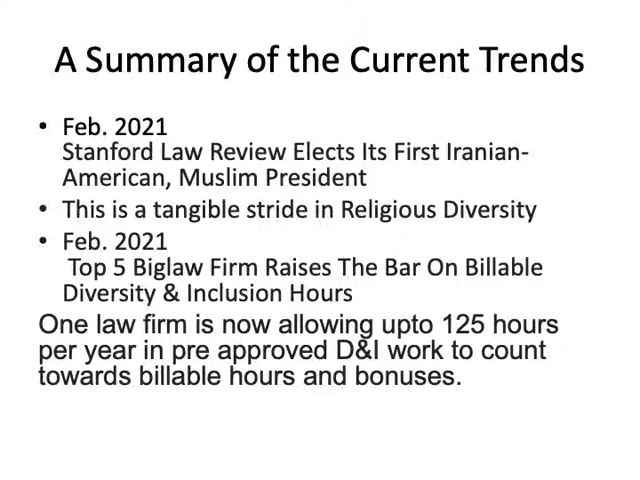 A Summary of the Current Trends
• Feb. 2021
Stanford Law Review Elects Its First Iranian-
American, Muslim President
• This is a tangible stride in Religious Diversity
• Feb. 2021
Top 5 Biglaw Firm Raises The Bar On Billable
Diversity & Inclusion Hours
One law firm is now allowing upto 125 hours
per year in pre approved D&I work to count
towards billable hours and bonuses.